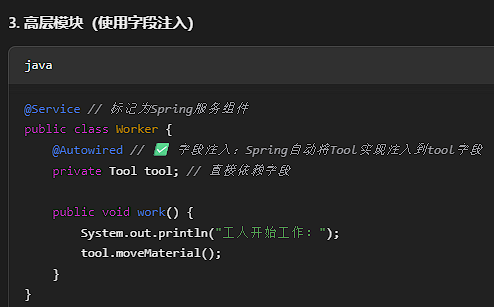 3. 高层模块（使用字段注入）
java
@Service // 标记为Spring服务组件
public class Worker {
@Autowired // ✅ 字段注入：Spring自动将Tool实现注入到tool字段
private Tool tool; // 直接依赖字段
public void work() {
System.out.println("工人开始工作：");
tool.moveMaterial();
}
}